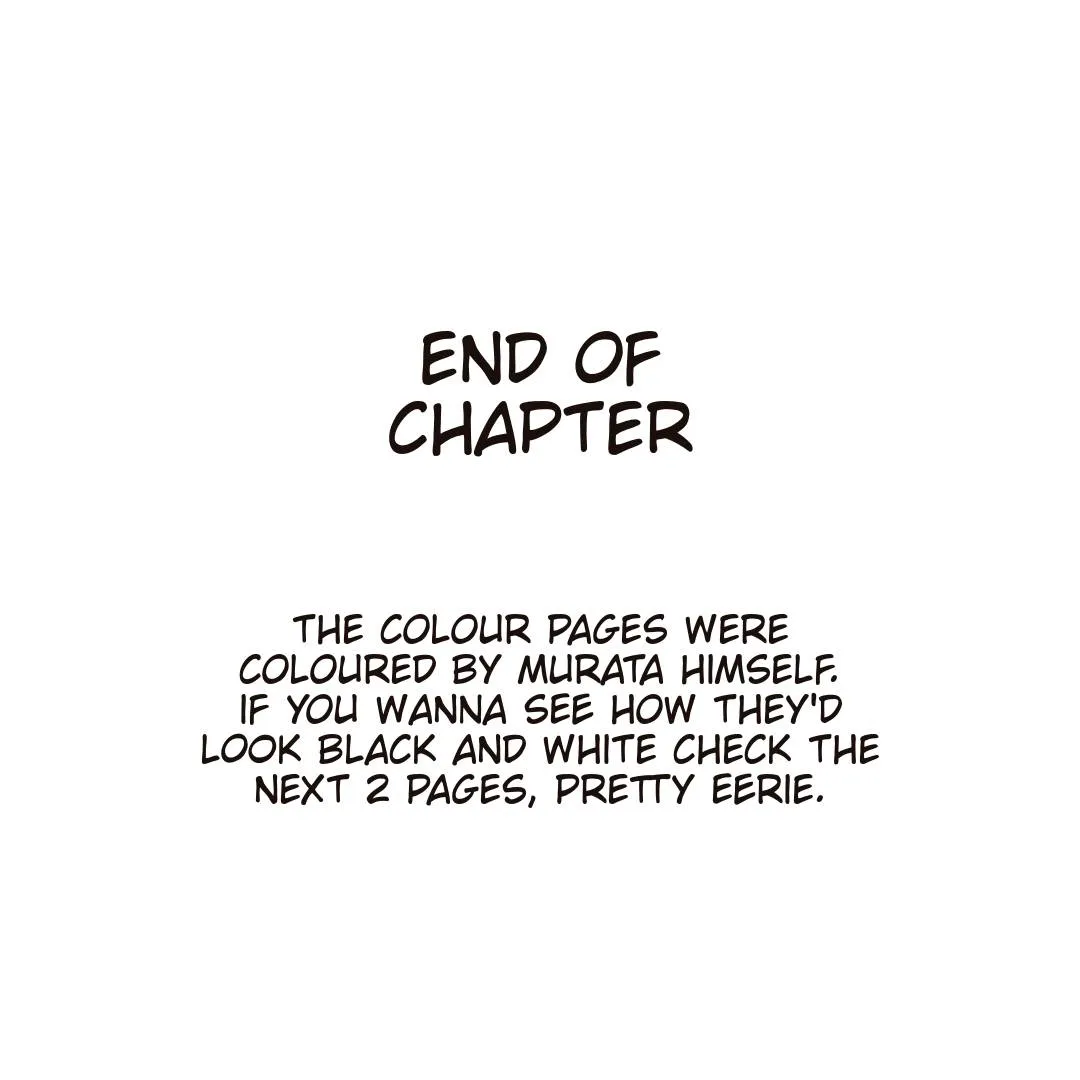 END OF
CHAPTER
THE COLOUR PAGES WERE
COLOURED BY MURATA HIMSELF.
IF YOU WANNA SEE HOW THEY'D
LOOK BLACK AND WHITE CHECK THE
NEXT 2 PAGES, PRETTY EERIE.